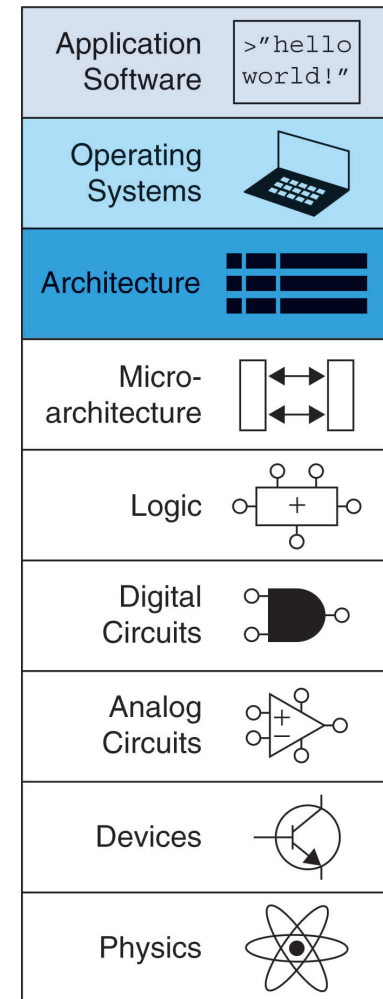 Application
Software
>"hello
world!"
Operating
Systems
Architecture
Micro-
architecture
Logic
+
Digital
Circuits
Analog
Circuits
+
−
Devices
Physics